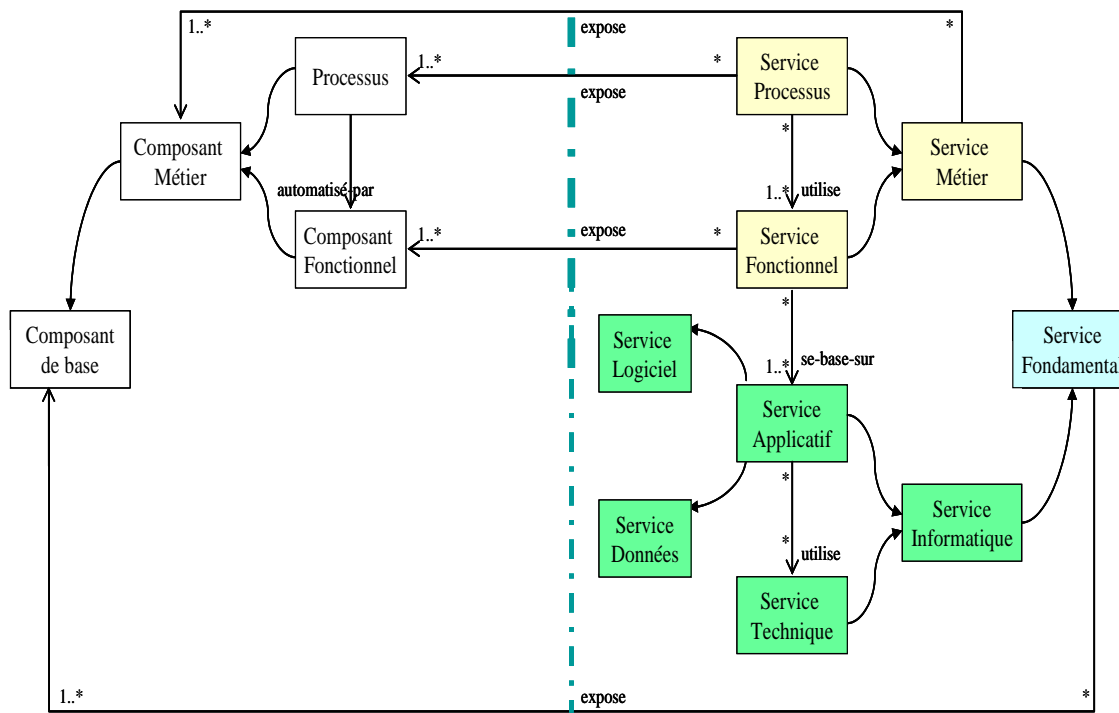 1..*
expose
*
Processus
1..*
expose
*
Service
Processus
Composant
Métier
*
Service
Métier
automatisé-par
1..*
utilise
Composant
Fonctionnel
1..*
expose
*
Service
Fonctionnel
*
Composant
de base
Service
Logiciel
1..*
se-base-sur
Service
Fondamental
Service
Applicatif
*
Service
Données
*
utilise
Service
Informatique
Service
Technique
1..*
expose
*